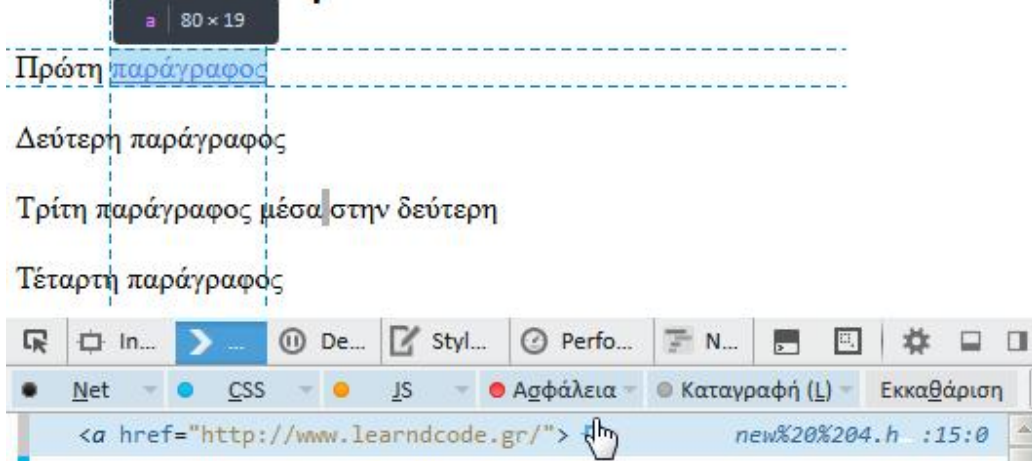 a 80 × 19
Πρώτη παράγραφος
Δεύτερη παράγραφος
Τρίτη παράγραφος μέσα στην δεύτερη
Τέταρτη παράγραφος
In... ... De... Styl... Perfo... N...
Net CSS JS Ασφάλεια Καταγραφή (L) Εκκαθάριση
<a href="http://www.learndcode.gr/"> new%20%204.h :15:0